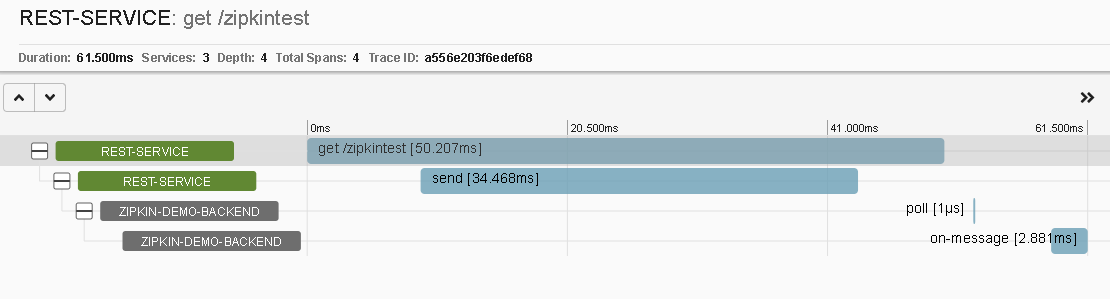 REST-SERVICE: get /zipkintest
Duration: 61.500ms Services: 3 Depth: 4 Total Spans: 4 Trace ID: a556e203f6edef68
0ms 20.500ms 41.000ms 61.500ms
REST-SERVICE get /zipkintest [50.207ms]
REST-SERVICE send [34.468ms]
ZIPKIN-DEMO-BACKEND poll [1μs]
ZIPKIN-DEMO-BACKEND on-message [2.881ms]